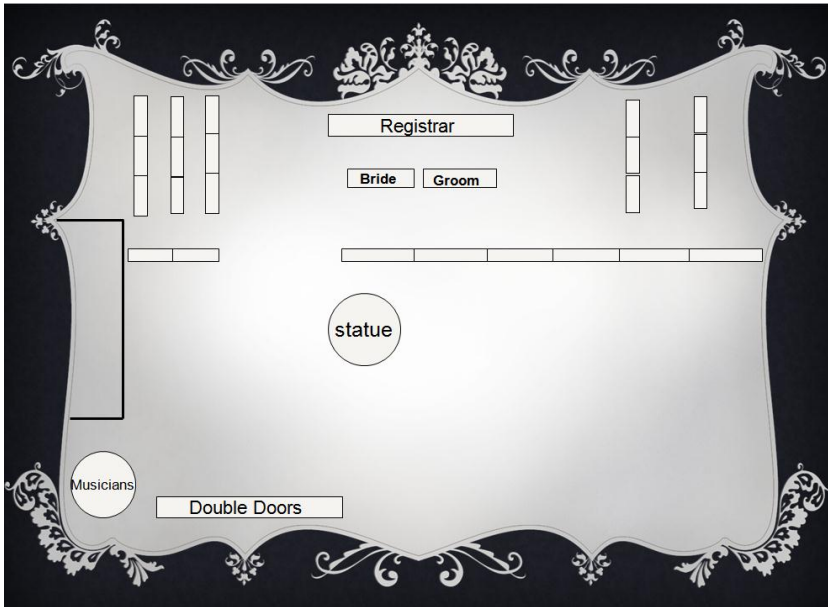 Registrar
Bride
Groom
statue
Musicians
Double Doors